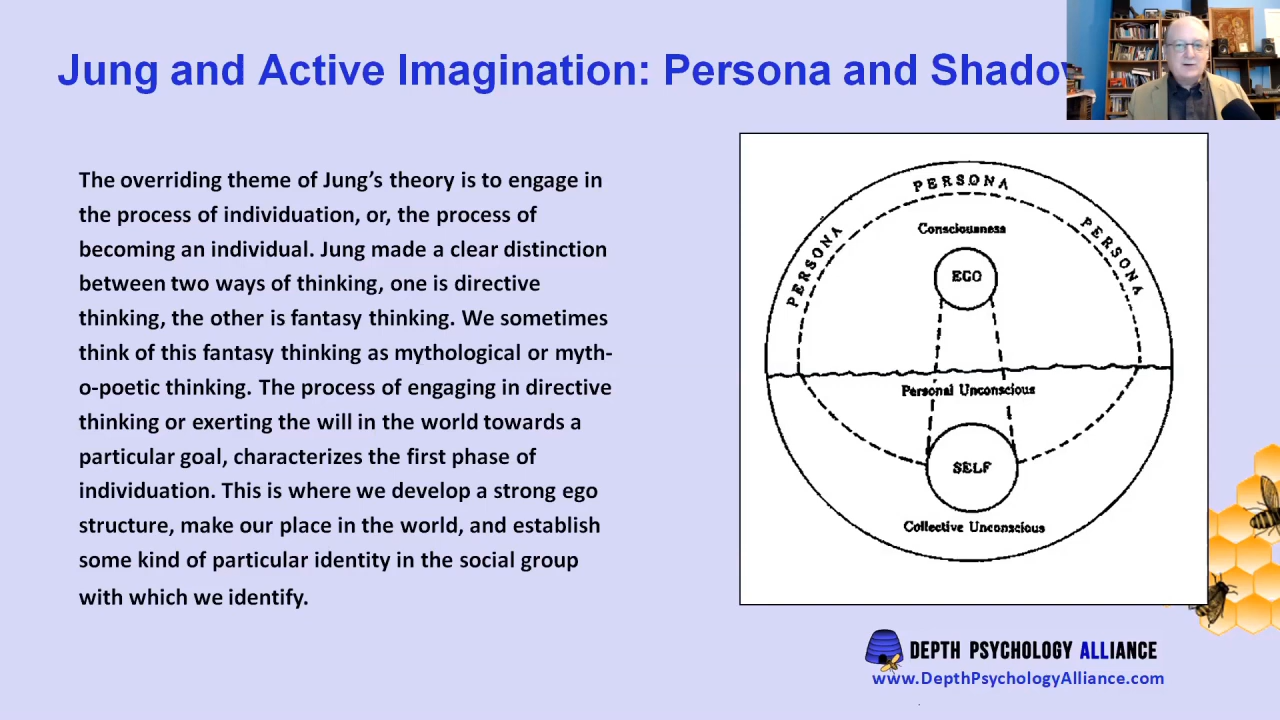 Jung and Active Imagination: Persona and Shado
The overriding theme of Jung’s theory is to engage in
the process of individuation, or, the process of
becoming an individual. Jung made a clear distinction
between two ways of thinking, one is directive
thinking, the other is fantasy thinking. We sometimes
think of this fantasy thinking as mythological or myth-
o-poetic thinking. The process of engaging in directive
thinking or exerting the will in the world towards a
particular goal, characterizes the first phase of
individuation. This is where we develop a strong ego
structure, make our place in the world, and establish
some kind of particular identity in the social group
with which we identify.
PERSONA
PERSONA
PERSONA
Consciousness
EGO
Personal Unconscious
SELF
Collective Unconscious
DEPTH PSYCHOLOGY ALLIANCE
www.DepthPsychologyAlliance.com